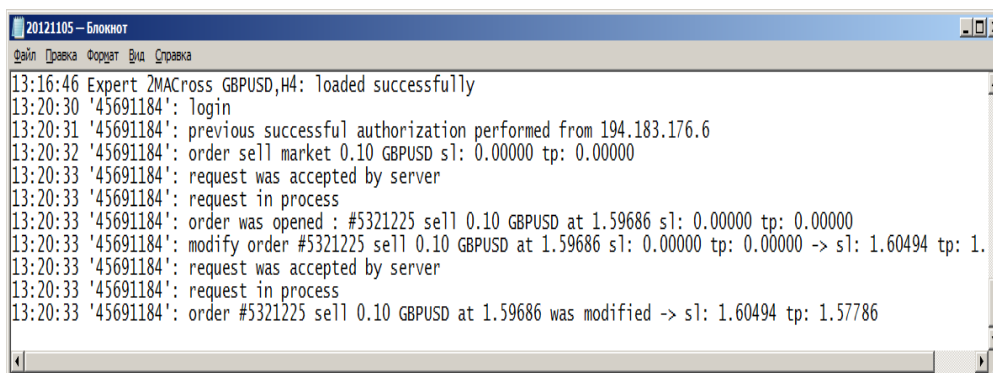 20121105 — Блокнот
Файл Правка Формат Вид Справка
13:16:46 Expert 2MACross GBPUSD,H4: loaded successfully
13:20:30 '45691184': login
13:20:31 '45691184': previous successful authorization performed from 194.183.176.6
13:20:32 '45691184': order sell market 0.10 GBPUSD sl: 0.00000 tp: 0.00000
13:20:33 '45691184': request was accepted by server
13:20:33 '45691184': request in process
13:20:33 '45691184': order was opened : #5321225 sell 0.10 GBPUSD at 1.59686 sl: 0.00000 tp: 0.00000
13:20:33 '45691184': modify order #5321225 sell 0.10 GBPUSD at 1.59686 sl: 0.00000 tp: 0.00000 -> sl: 1.60494 tp: 1.
13:20:33 '45691184': request was accepted by server
13:20:33 '45691184': request in process
13:20:33 '45691184': order #5321225 sell 0.10 GBPUSD at 1.59686 was modified -> sl: 1.60494 tp: 1.57786